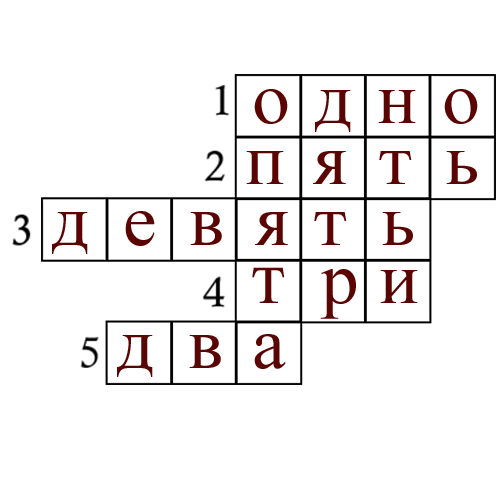 1 одно
2 пять
3 девять
4 три
5 два